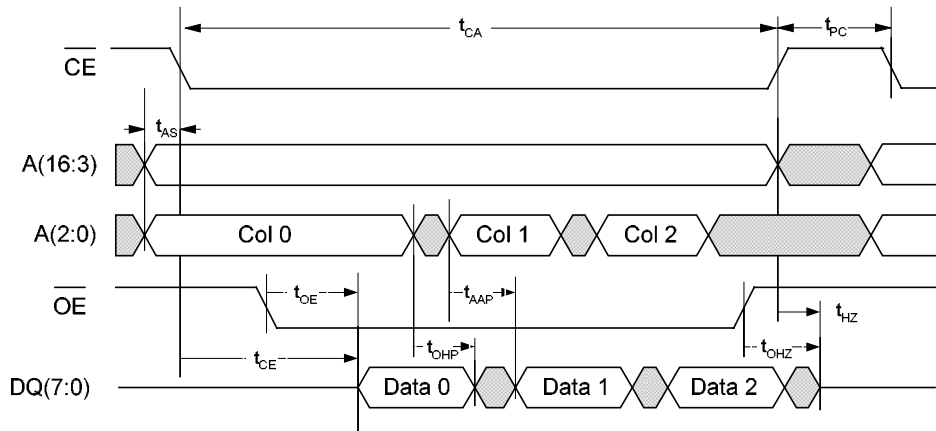 t_CA
t_PC
CE
t_AS
A(16:3)
A(2:0) Col 0 Col 1 Col 2
OE t_OE t_AAP t_HZ
t_CE t_OHP t_OHZ
DQ(7:0) Data 0 Data 1 Data 2